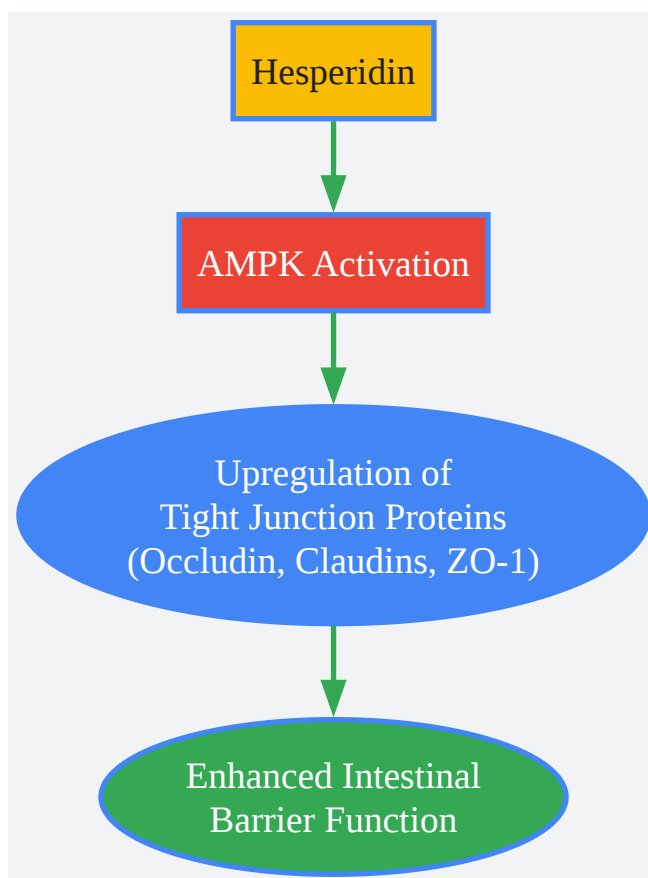 Hesperidin
AMPK Activation
Upregulation of
Tight Junction Proteins
(Occludin, Claudins, ZO-1)
Enhanced Intestinal
Barrier Function